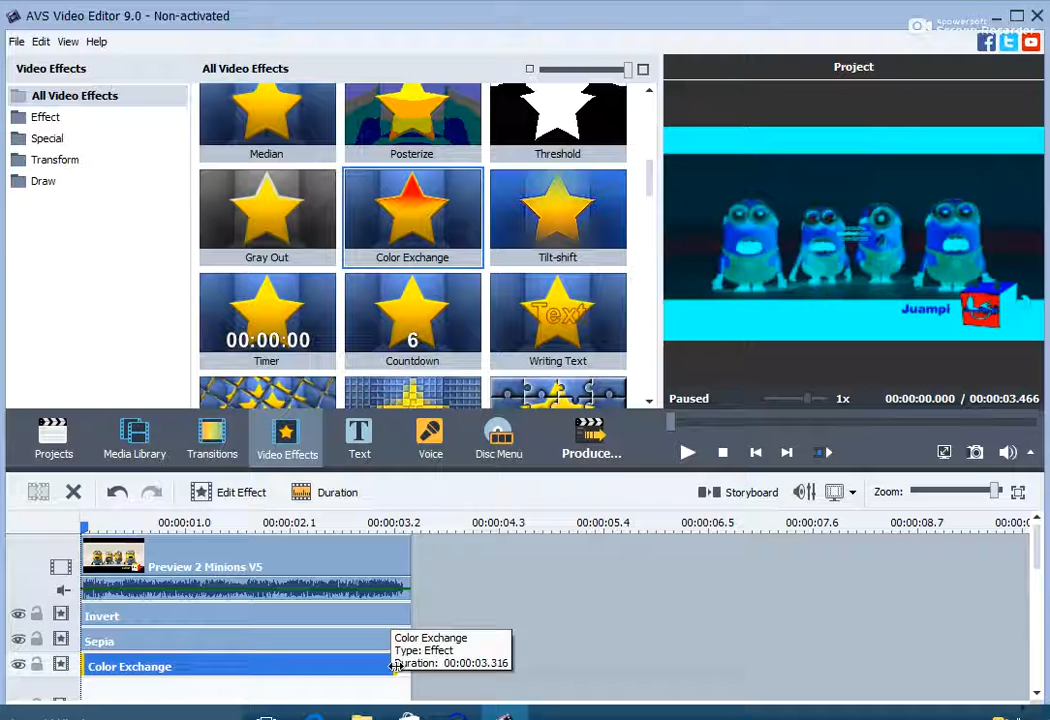 AVS Video Editor 9.0 - Non-activated
Apowersoft
Screen Recorder
File Edit View Help
Video Effects
All Video Effects
Project
All Video Effects
Effect
Special
Transform
Draw
Median Posterize Threshold
Gray Out Color Exchange Tilt-shift
00:00:00
6
Text
Timer Countdown Writing Text
Juampi
Paused 1x 00:00:00.000 / 00:00:03.466
Projects Media Library Transitions Video Effects Text Voice Disc Menu Produce...
Edit Effect Duration Storyboard Zoom:
00:00:01.0 00:00:02.1 00:00:03.2 00:00:04.3 00:00:05.4 00:00:06.5 00:00:07.6 00:00:08.7
Preview 2 Minions V5
Invert
Sepia
Color Exchange
Color Exchange
Type: Effect
Duration: 00:00:03.316